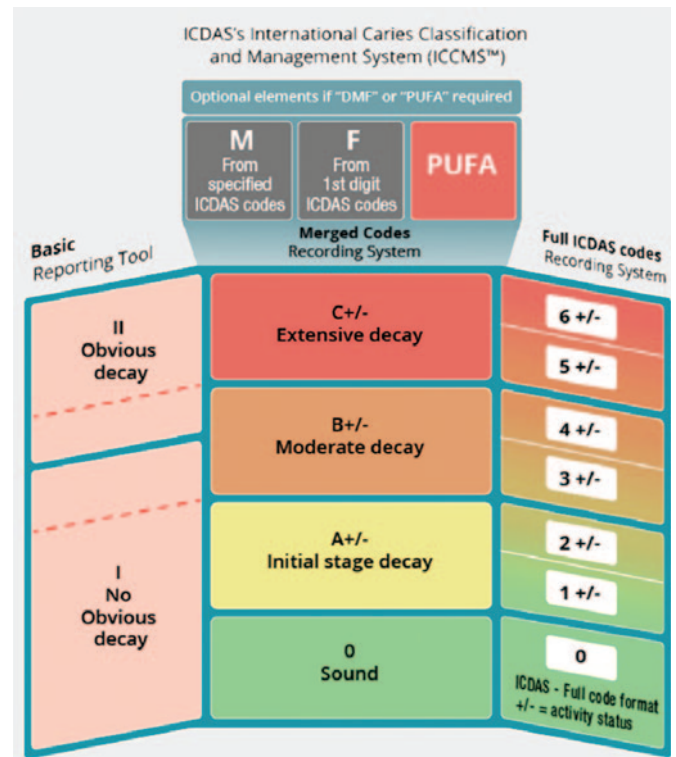 ICDAS's International Caries Classification
and Management System (ICCMS™)
Optional elements if "DMF" or "PUFA" required
M
From
specified
ICDAS codes
F
From
1st digit
ICDAS codes
PUFA
Merged Codes
Recording System
Basic
Reporting Tool
Full ICDAS codes
Recording System
II
Obvious
decay
I
No
Obvious
decay
C+/-
Extensive decay
B+/-
Moderate decay
A+/-
Initial stage decay
0
Sound
6 +/-
5 +/-
4 +/-
3 +/-
2 +/-
1 +/-
0
ICDAS - Full code format
+/- = activity status